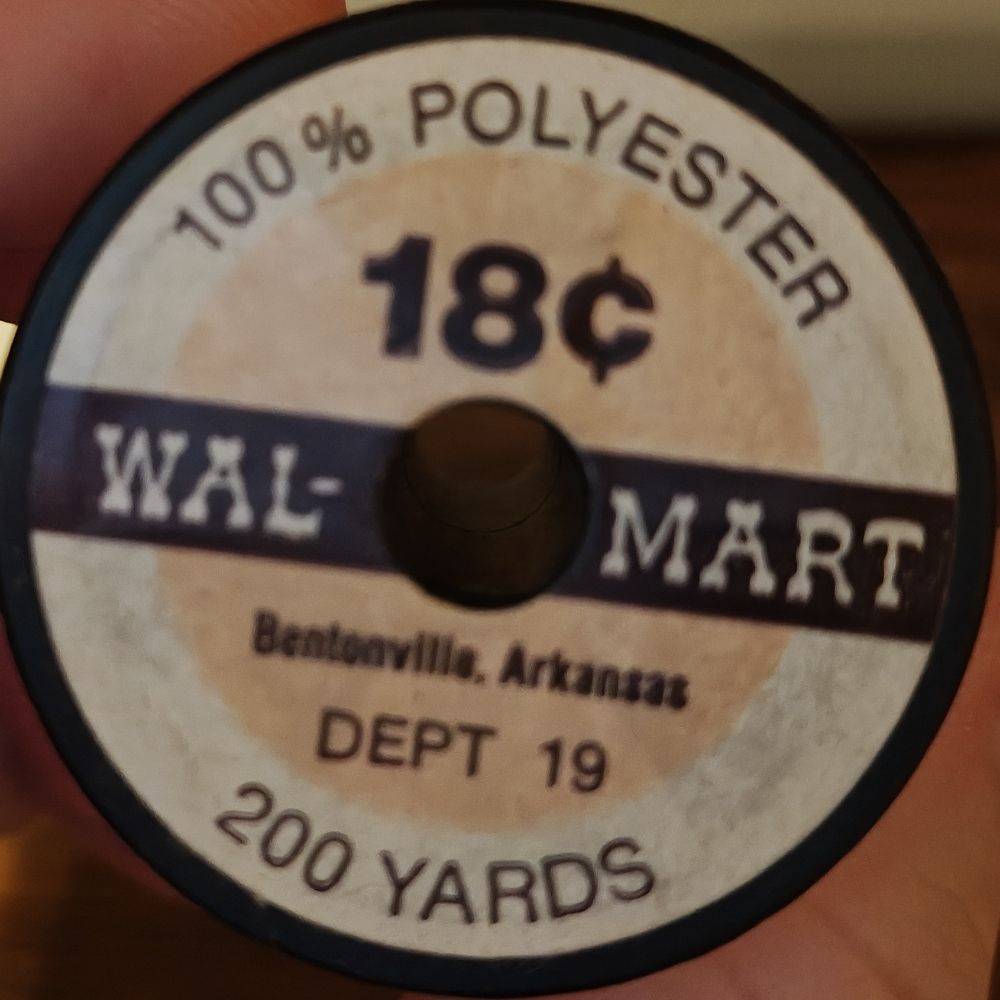 100% POLYESTER
18¢
WAL-MART
Bentonville, Arkansas
DEPT 19
200 YARDS